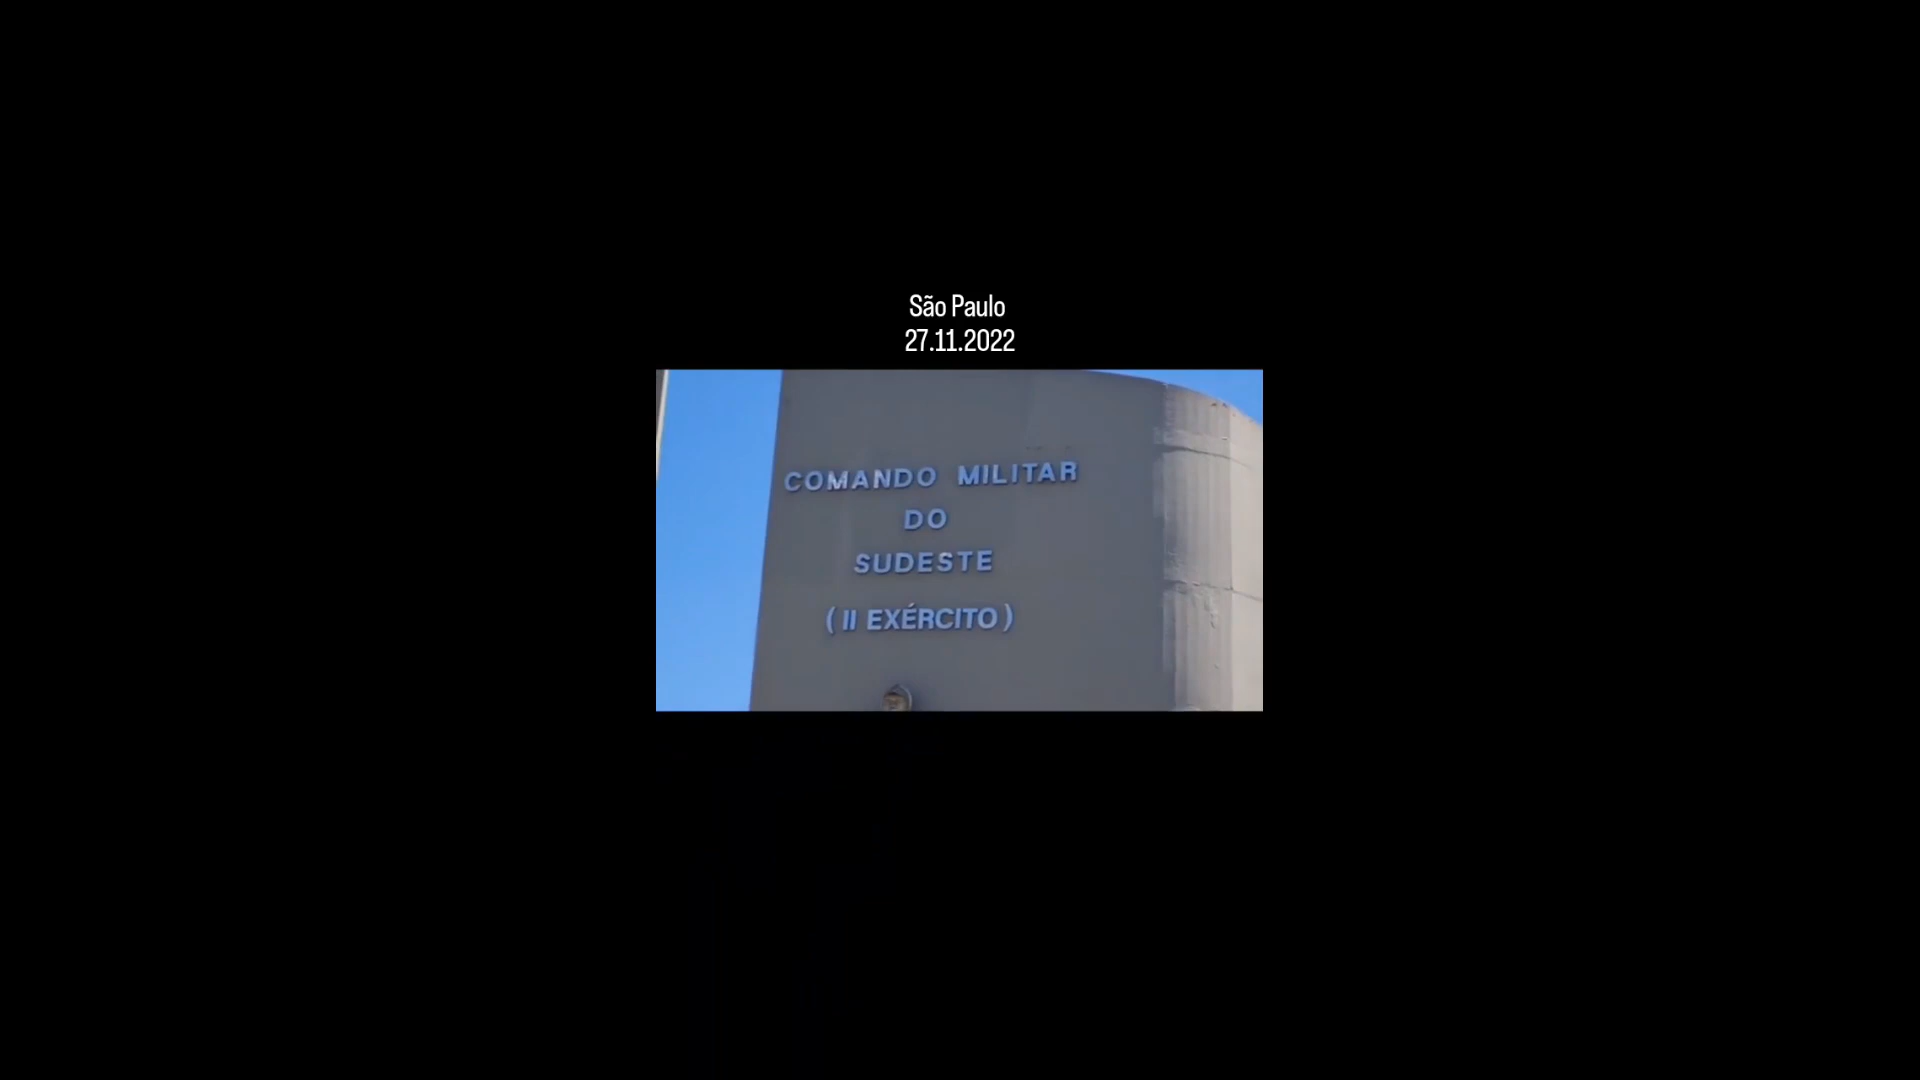 São Paulo
27.11.2022
COMANDO MILITAR
DO
SUDESTE
( II EXÉRCITO )